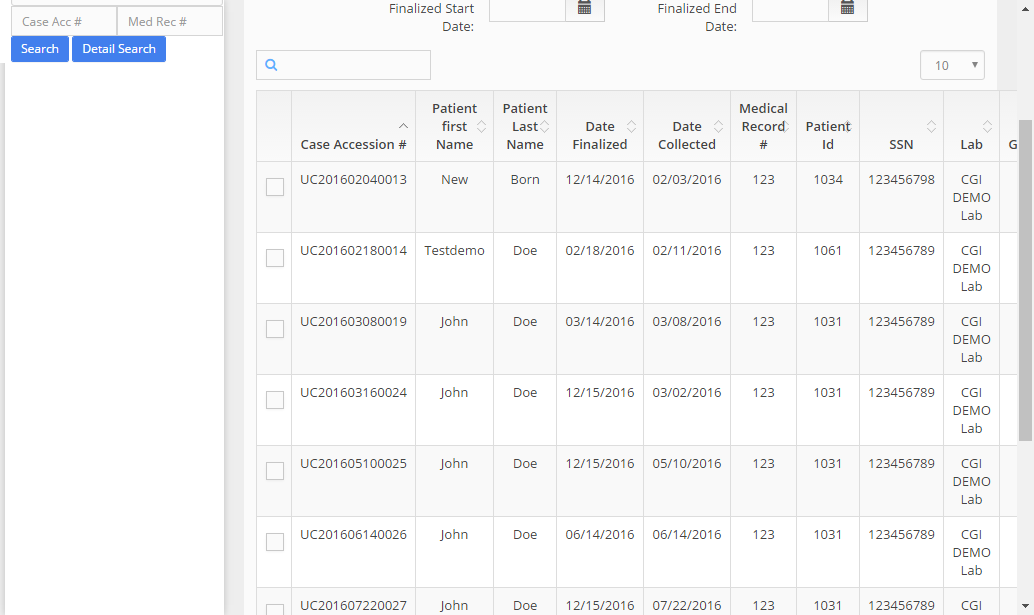 Case Acc # Med Rec #
Search Detail Search
Finalized Start Date:
Finalized End Date:
10
Case Accession # Patient first Name Patient Last Name Date Finalized Date Collected Medical Record # Patient Id SSN Lab G
UC201602040013 New Born 12/14/2016 02/03/2016 123 1034 123456798 CGI DEMO Lab
UC201602180014 Testdemo Doe 02/18/2016 02/11/2016 123 1061 123456789 CGI DEMO Lab
UC201603080019 John Doe 03/14/2016 03/08/2016 123 1031 123456789 CGI DEMO Lab
UC201603160024 John Doe 12/15/2016 03/02/2016 123 1031 123456789 CGI DEMO Lab
UC201605100025 John Doe 12/15/2016 05/10/2016 123 1031 123456789 CGI DEMO Lab
UC201606140026 John Doe 06/14/2016 06/14/2016 123 1031 123456789 CGI DEMO Lab
UC201607220027 John Doe 12/15/2016 07/22/2016 123 1031 123456789 CGI